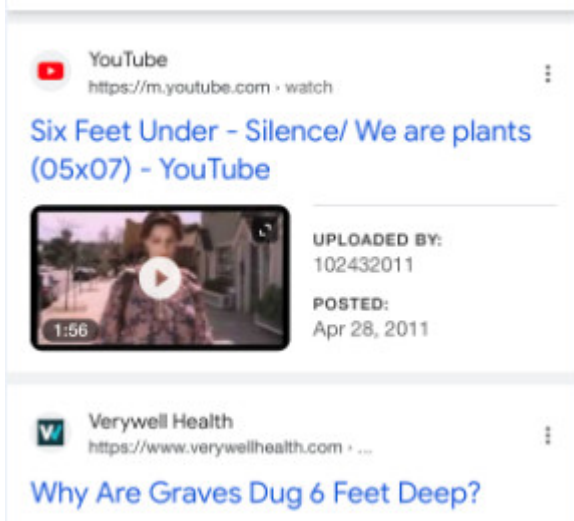 YouTube
https://m.youtube.com › watch
Six Feet Under - Silence/ We are plants
(05x07) - YouTube
UPLOADED BY:
102432011
POSTED:
1:56
Apr 28, 2011
Verywell Health
https://www.verywellhealth.com › ...
Why Are Graves Dug 6 Feet Deep?